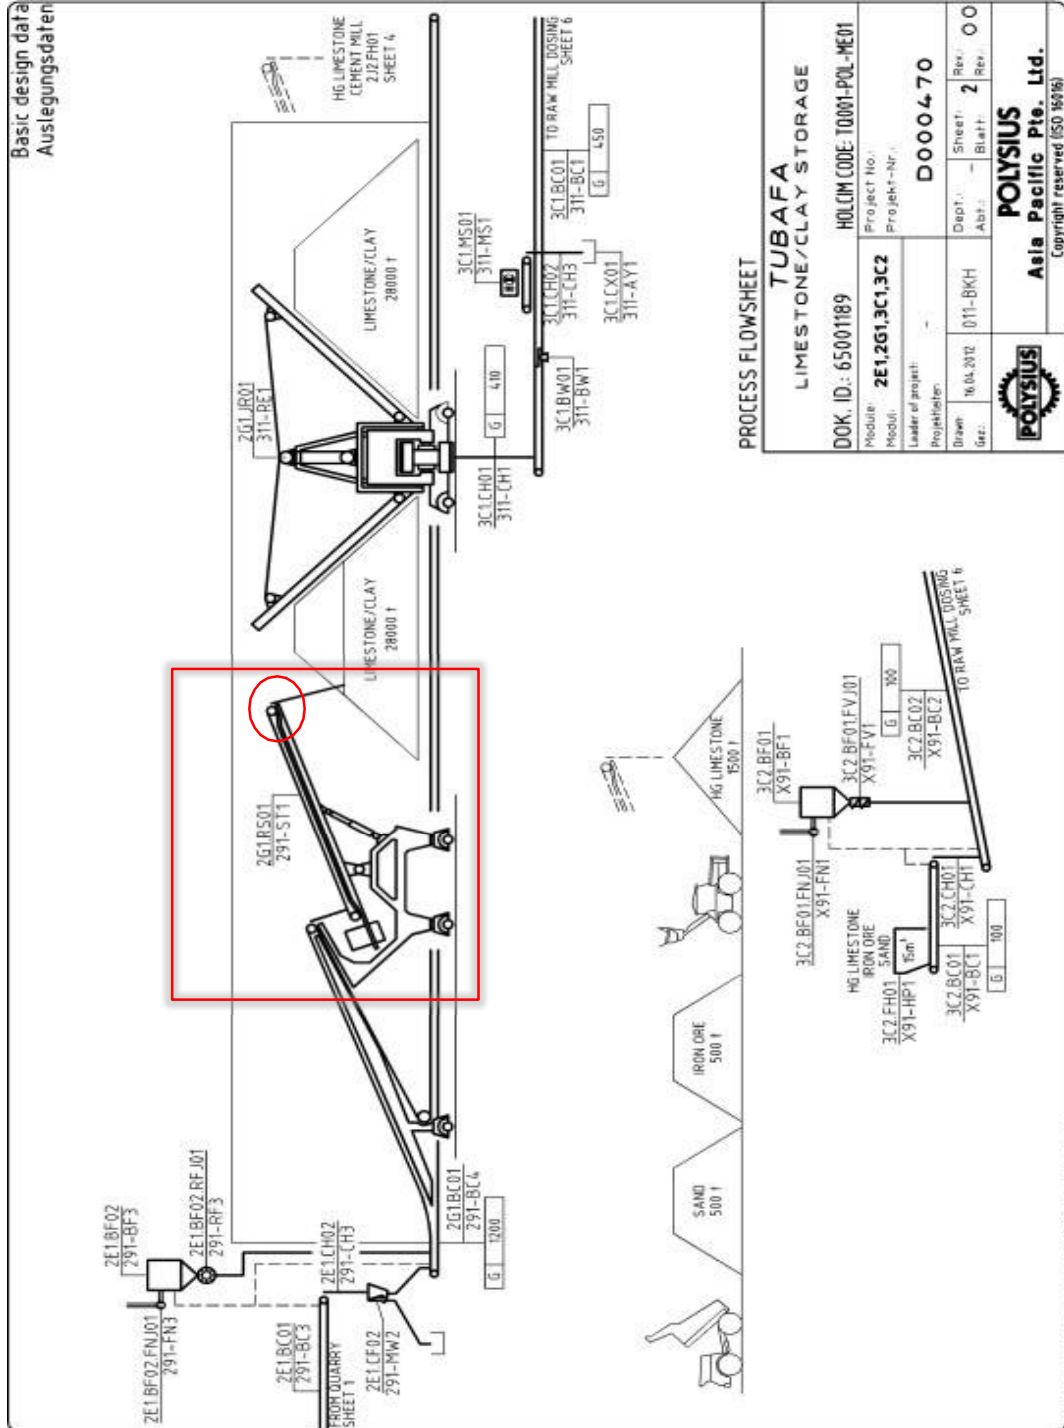 Basic design data
Auslegungsdaten
HG LIMESTONE
CEMENT MILL
212.FH01
SHEET 4
TO RAW MILL DOSING
SHEET 6
LIMESTONE/CLAY
28000 t
2G1.JR01
311-RE1
3C1.MS01
311-MS1
3C1.BC01
311-BC1
G 450
3C1.CH02
311-CH3
3C1.CX01
311-AY1
3C1.BW01
311-BW1
G 410
3C1.CH01
311-CH1
LIMESTONE/CLAY
28000 t
2G1.RS01
291-ST1
2G1.BC01
291-BC4
G 1200
2E1.BF02
291-BF3
2E1.BF02.RFJ01
291-RF3
2E1.BF02.FNJ01
291-FN3
2E1.CH02
291-CH3
2E1.BC01
291-BC3
2E1.CF02
291-MW2
FROM QUARRY
SHEET 1
SAND
500 t
IRON ORE
500 t
HG LIMESTONE
1500 t
3C2.BF01
X91-BF1
3C2.BF01.FVJ01
X91-FV1
3C2.BF01.FNJ01
X91-FN1
G 100
3C2.BC02
X91-BC2
TO RAW MILL DOSING
SHEET 6
HG LIMESTONE
IRON ORE
SAND
15m³
3C2.FH01
X91-HP1
3C2.CH01
X91-CH1
3C2.BC01
X91-BC1
G 100
PROCESS FLOWSHEET
TUBAFA
LIMESTONE/CLAY STORAGE
DOK. ID.: 65001189 HOLCIM CODE: TQ001-POL-ME01
Module: 2E1,2G1,3C1,3C2
Modul:
Project No.:
Projekt-Nr.:
D000470
Leader of project: -
Projektleiter:
Drawn: 16.04.2012 011-BKH
Gez.:
Dept.: - Sheet: 2 Rev.: 00
Abt.: Blatt: Rev.:
POLYSIUS
POLYSIUS
Asia Pacific Pte. Ltd.
Copyright reserved (ISO 16016)